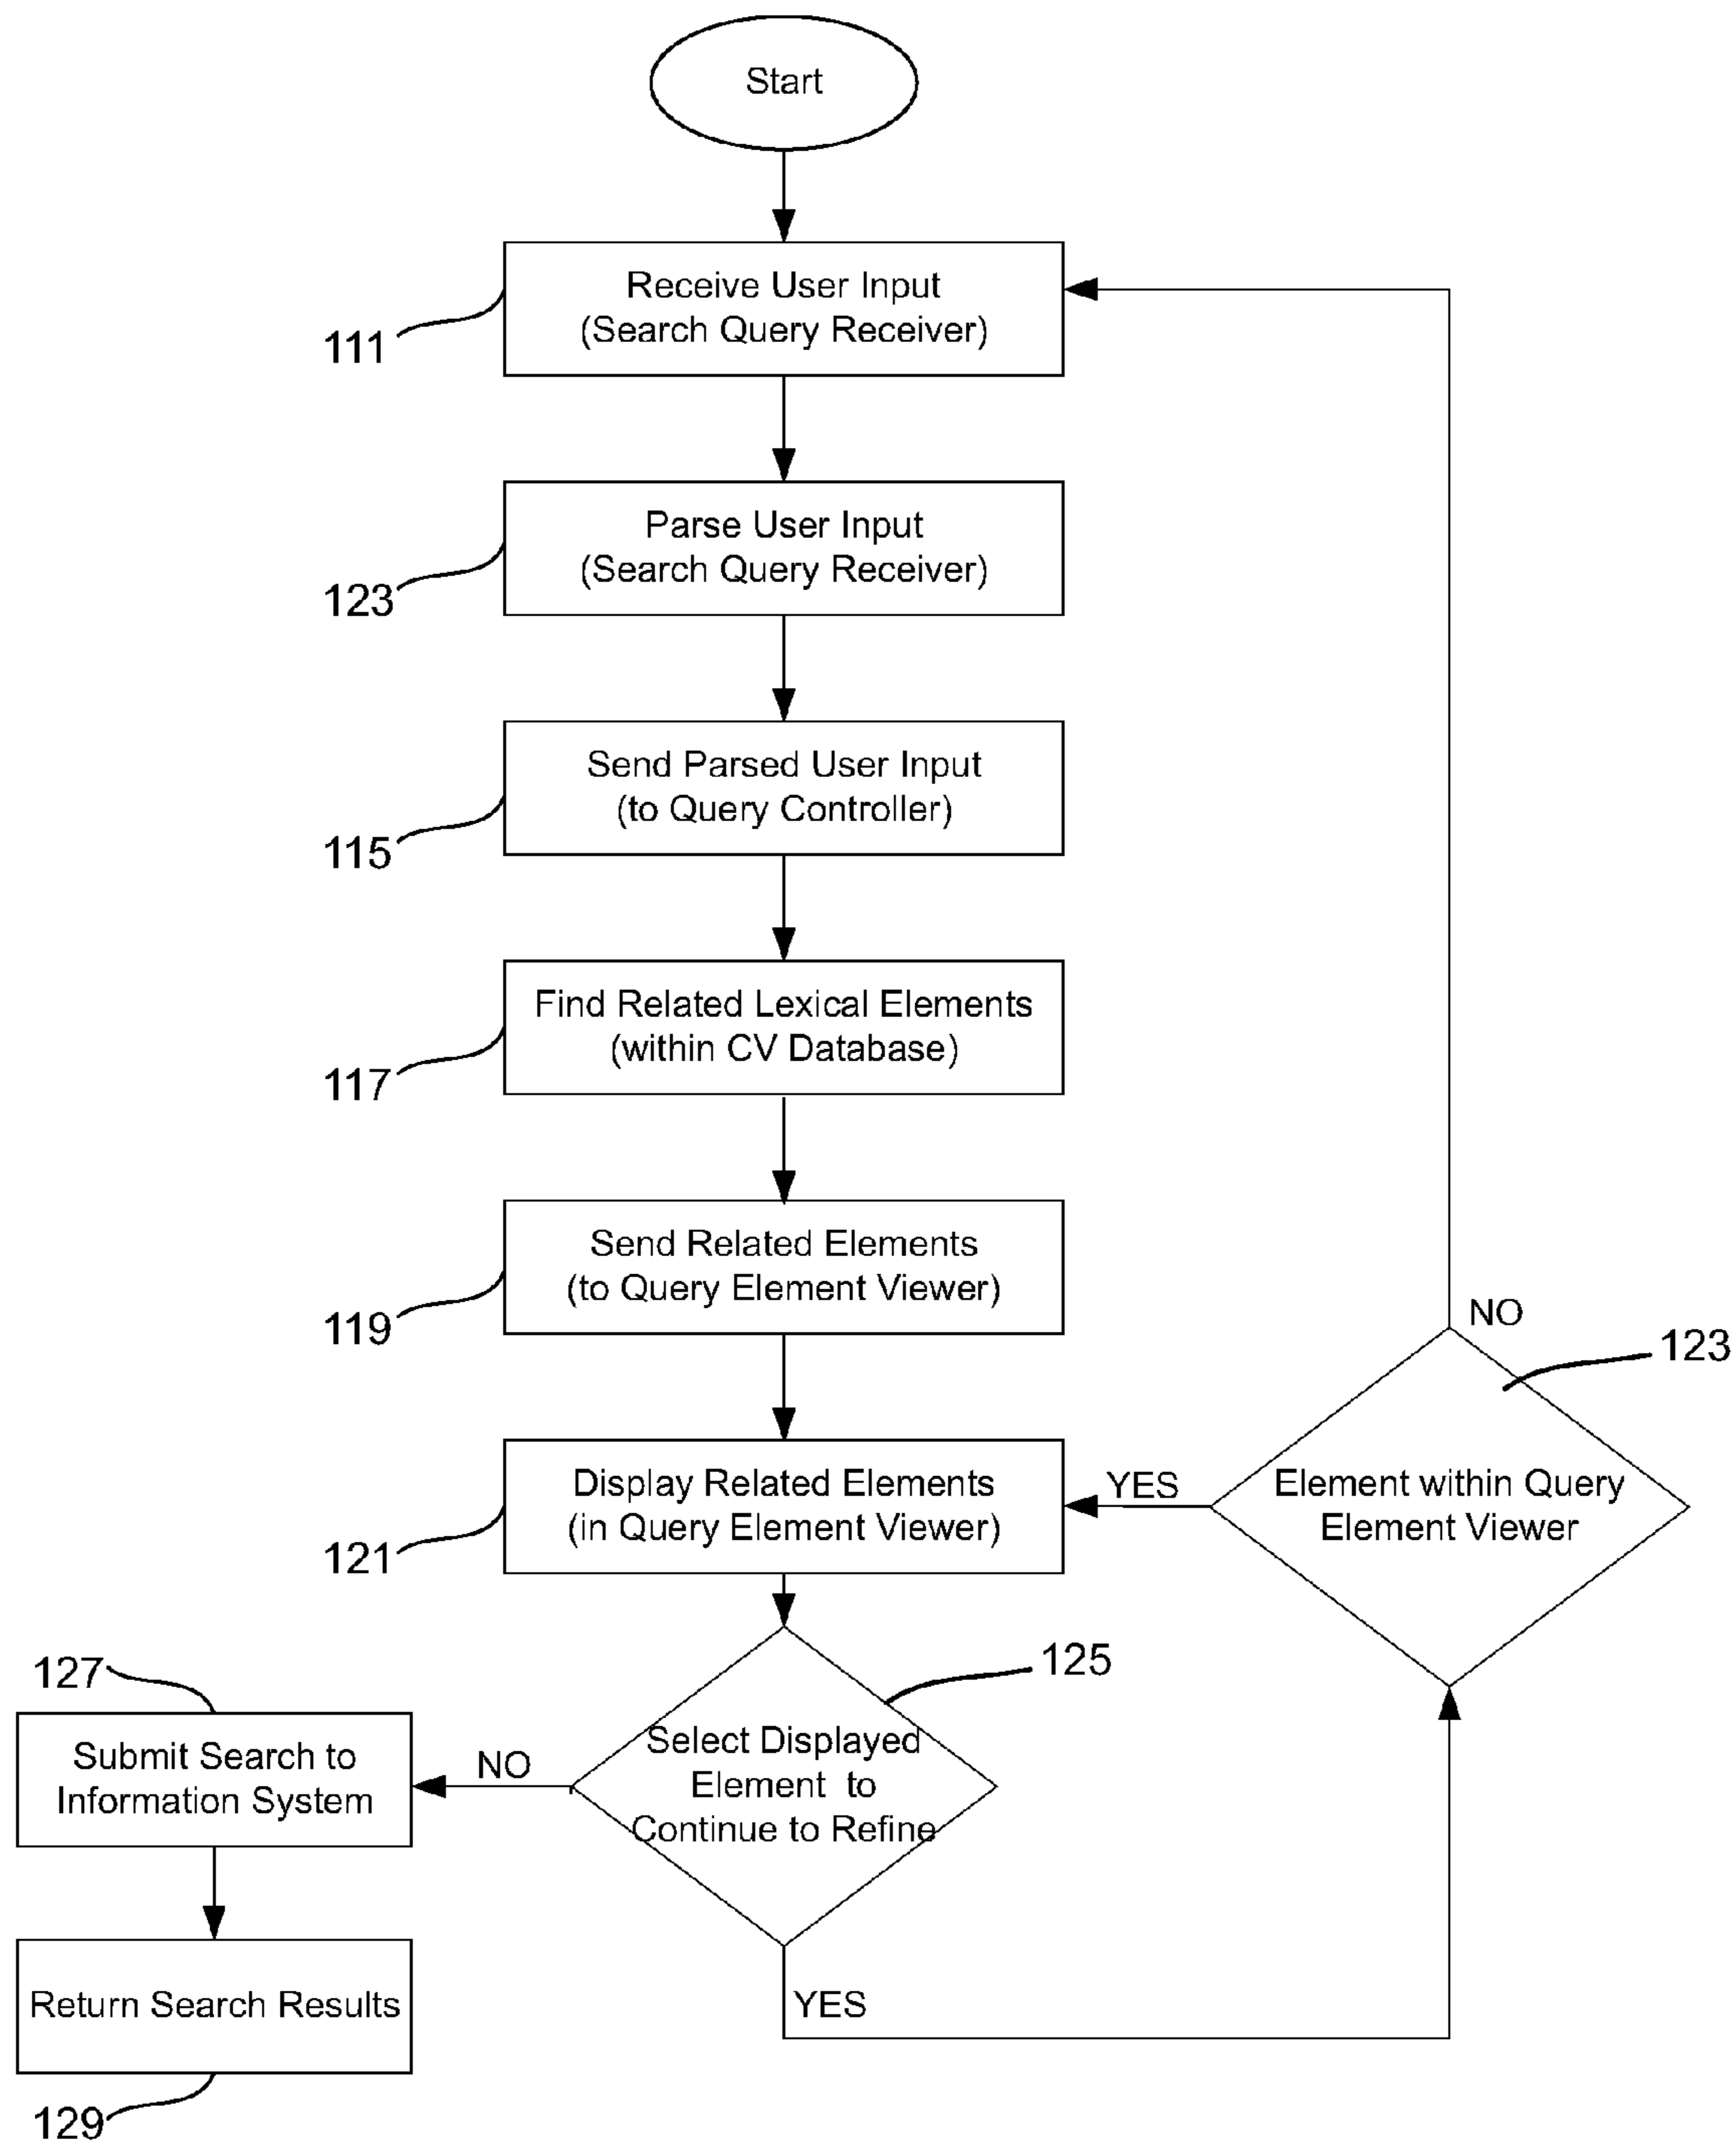 Start
Receive User Input
(Search Query Receiver)
111
Parse User Input
(Search Query Receiver)
123
Send Parsed User Input
(to Query Controller)
115
Find Related Lexical Elements
(within CV Database)
117
Send Related Elements
(to Query Element Viewer)
119
NO
123
Element within Query
Element Viewer
YES
Display Related Elements
(in Query Element Viewer)
121
125
Select Displayed
Element to
Continue to Refine
NO
YES
127
Submit Search to
Information System
Return Search Results
129